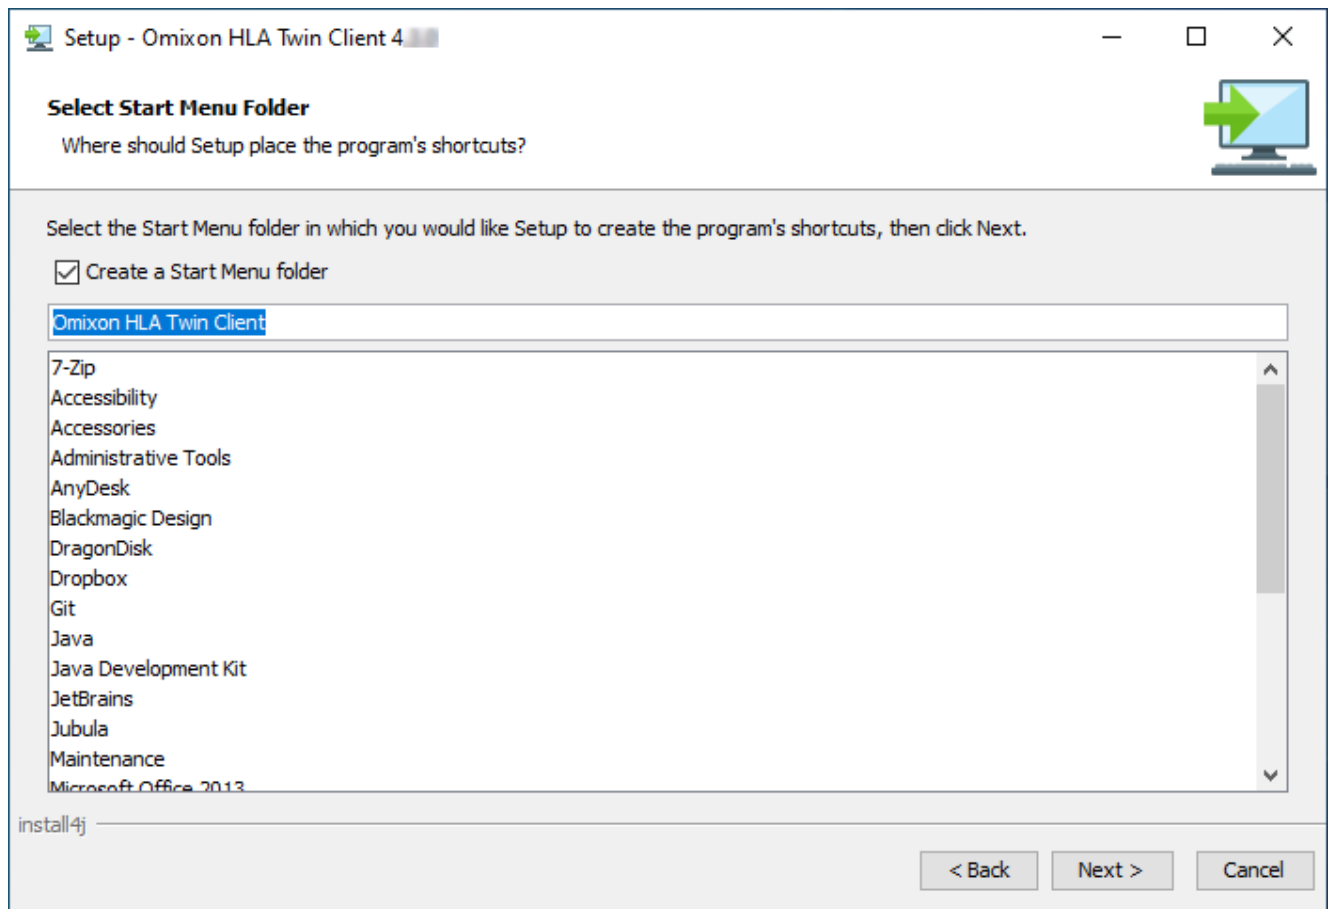 Setup - Omixon HLA Twin Client 4
Select Start Menu Folder
Where should Setup place the program's shortcuts?
Select the Start Menu folder in which you would like Setup to create the program's shortcuts, then click Next.
Create a Start Menu folder
Omixon HLA Twin Client
7-Zip
Accessibility
Accessories
Administrative Tools
AnyDesk
Blackmagic Design
DragonDisk
Dropbox
Git
Java
Java Development Kit
JetBrains
Jubula
Maintenance
Microsoft Office 2013
install4j
< Back
Next >
Cancel